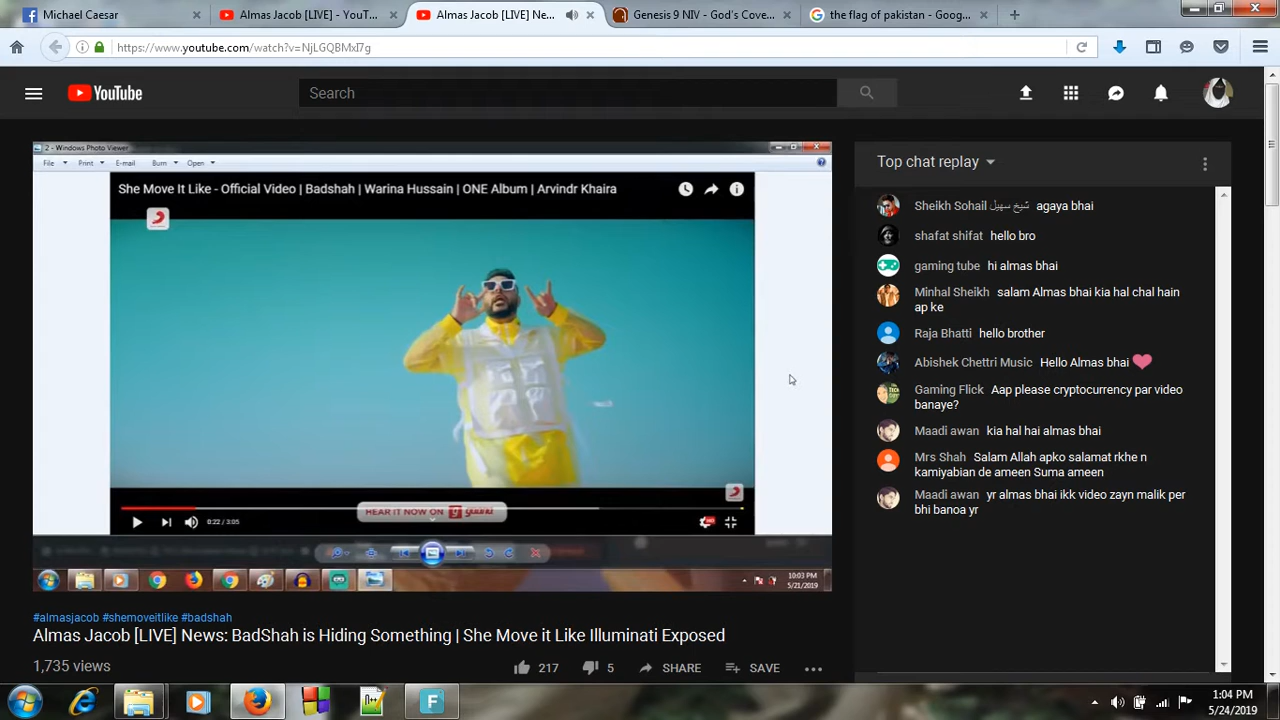 Michael Caesar
Almas Jacob [LIVE] - YouT...
Almas Jacob [LIVE] Ne...
Genesis 9 NIV - God's Cove...
the flag of pakistan - Goog...
https://www.youtube.com/watch?v=NjLGQBMxI7g
YouTube
Search
2 - Windows Photo Viewer
File Print E-mail Burn Open
She Move It Like - Official Video | Badshah | Warina Hussain | ONE Album | Arvindr Khaira
HEAR IT NOW ON gaana
0:22 / 3:05
10:03 PM
5/21/2019
#almasjacob #shemoveitlike #badshah
Almas Jacob [LIVE] News: BadShah is Hiding Something | She Move it Like Illuminati Exposed
1,735 views
217
5
SHARE
SAVE
Top chat replay
Sheikh Sohail شیخ سہیل agaya bhai
shafat shifat hello bro
gaming tube hi almas bhai
Minhal Sheikh salam Almas bhai kia hal chal hain
ap ke
Raja Bhatti hello brother
Abishek Chettri Music Hello Almas bhai
Gaming Flick Aap please cryptocurrency par video
banaye?
Maadi awan kia hal hai almas bhai
Mrs Shah Salam Allah apko salamat rkhe n
kamiyabian de ameen Suma ameen
Maadi awan yr almas bhai ikk video zayn malik per
bhi banoa yr
1:04 PM
5/24/2019